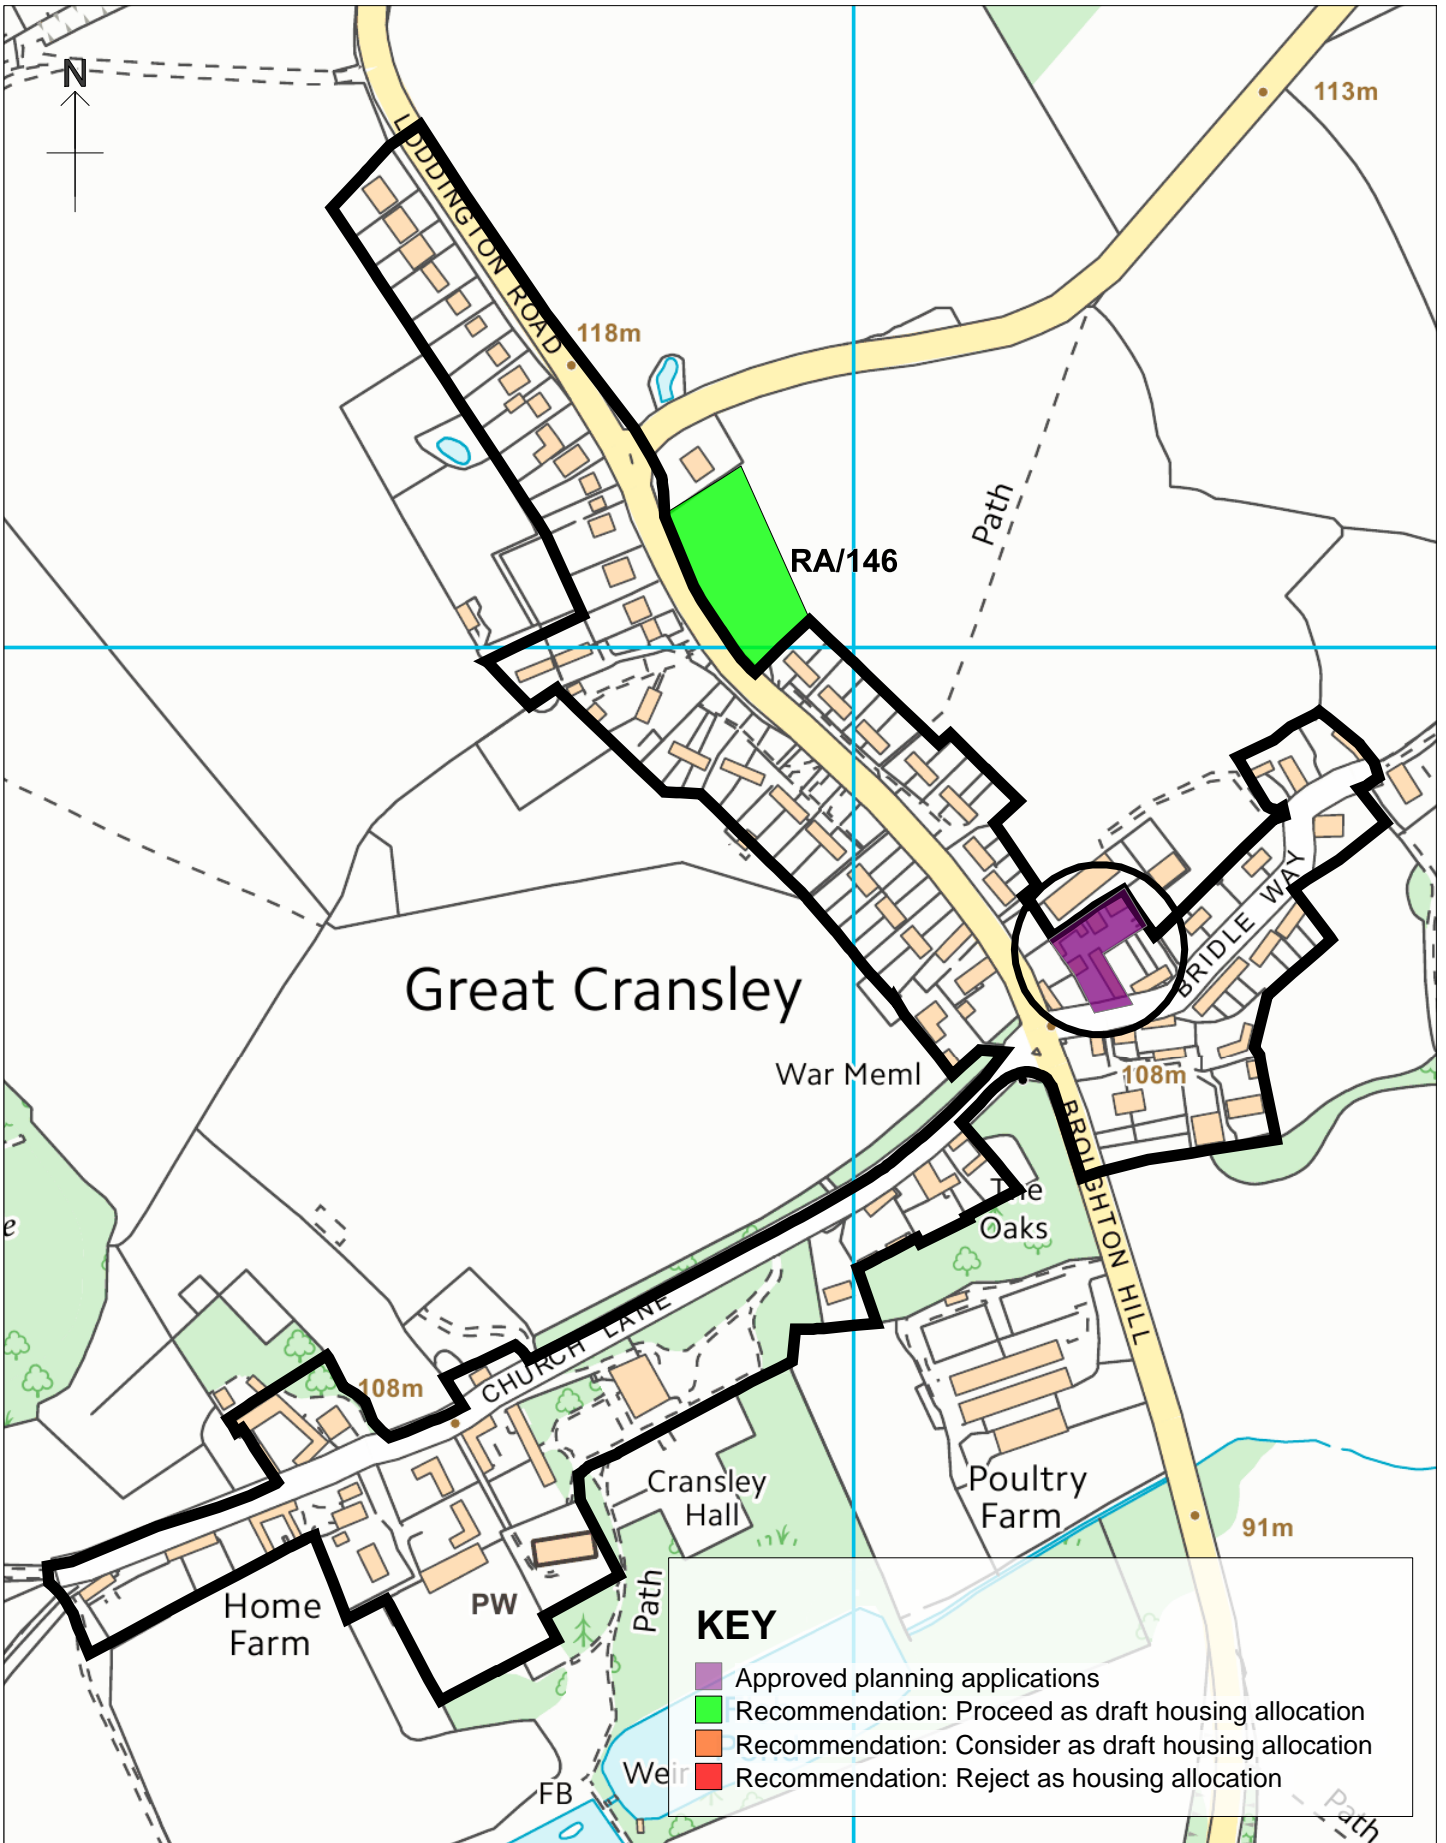 N
113m
LODDINGTON ROAD
118m
Path
RA/146
BRIDLE WAY
Great Cransley
War Meml
108m
BROUGHTON HILL
The
Oaks
e
CHURCH LANE
108m
Cransley
Hall
Poultry
Farm
91m
Home
Farm
PW
Path
KEY
Approved planning applications
Recommendation: Proceed as draft housing allocation
Recommendation: Consider as draft housing allocation
Recommendation: Reject as housing allocation
Weir
FB
Path